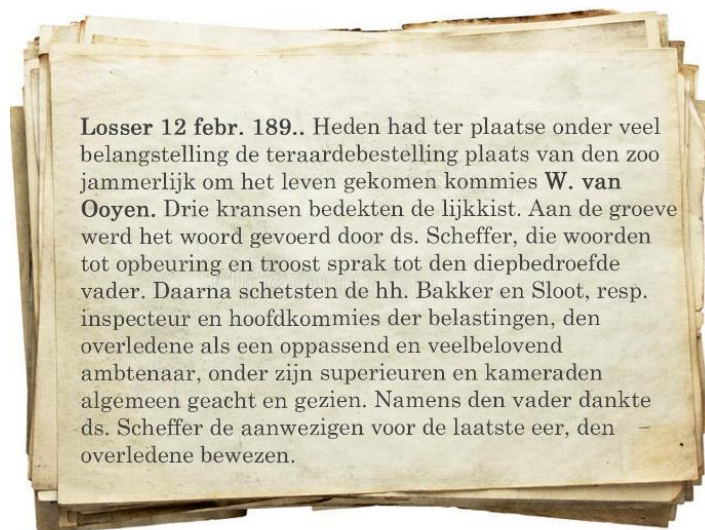 Losser 12 febr. 189.. Heden had ter plaatse onder veel
belangstelling de teraardebestelling plaats van den zoo
jammerlijk om het leven gekomen kommies W. van
Ooyen. Drie kransen bedekten de lijkkist. Aan de groeve
werd het woord gevoerd door ds. Scheffer, die woorden
tot opbeuring en troost sprak tot den diepbedroefde
vader. Daarna schetsten de hh. Bakker en Sloot, resp.
inspecteur en hoofdkommies der belastingen, den
overledene als een oppassend en veelbelovend
ambtenaar, onder zijn superieuren en kameraden
algemeen geacht en gezien. Namens den vader dankte
ds. Scheffer de aanwezigen voor de laatste eer, den
overledene bewezen.